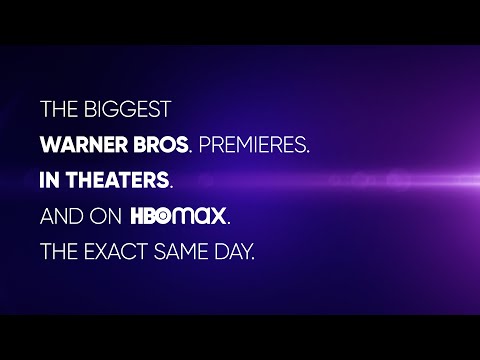 THE BIGGEST
WARNER BROS. PREMIERES.
IN THEATERS.
AND ON HBOMAX.
THE EXACT SAME DAY.